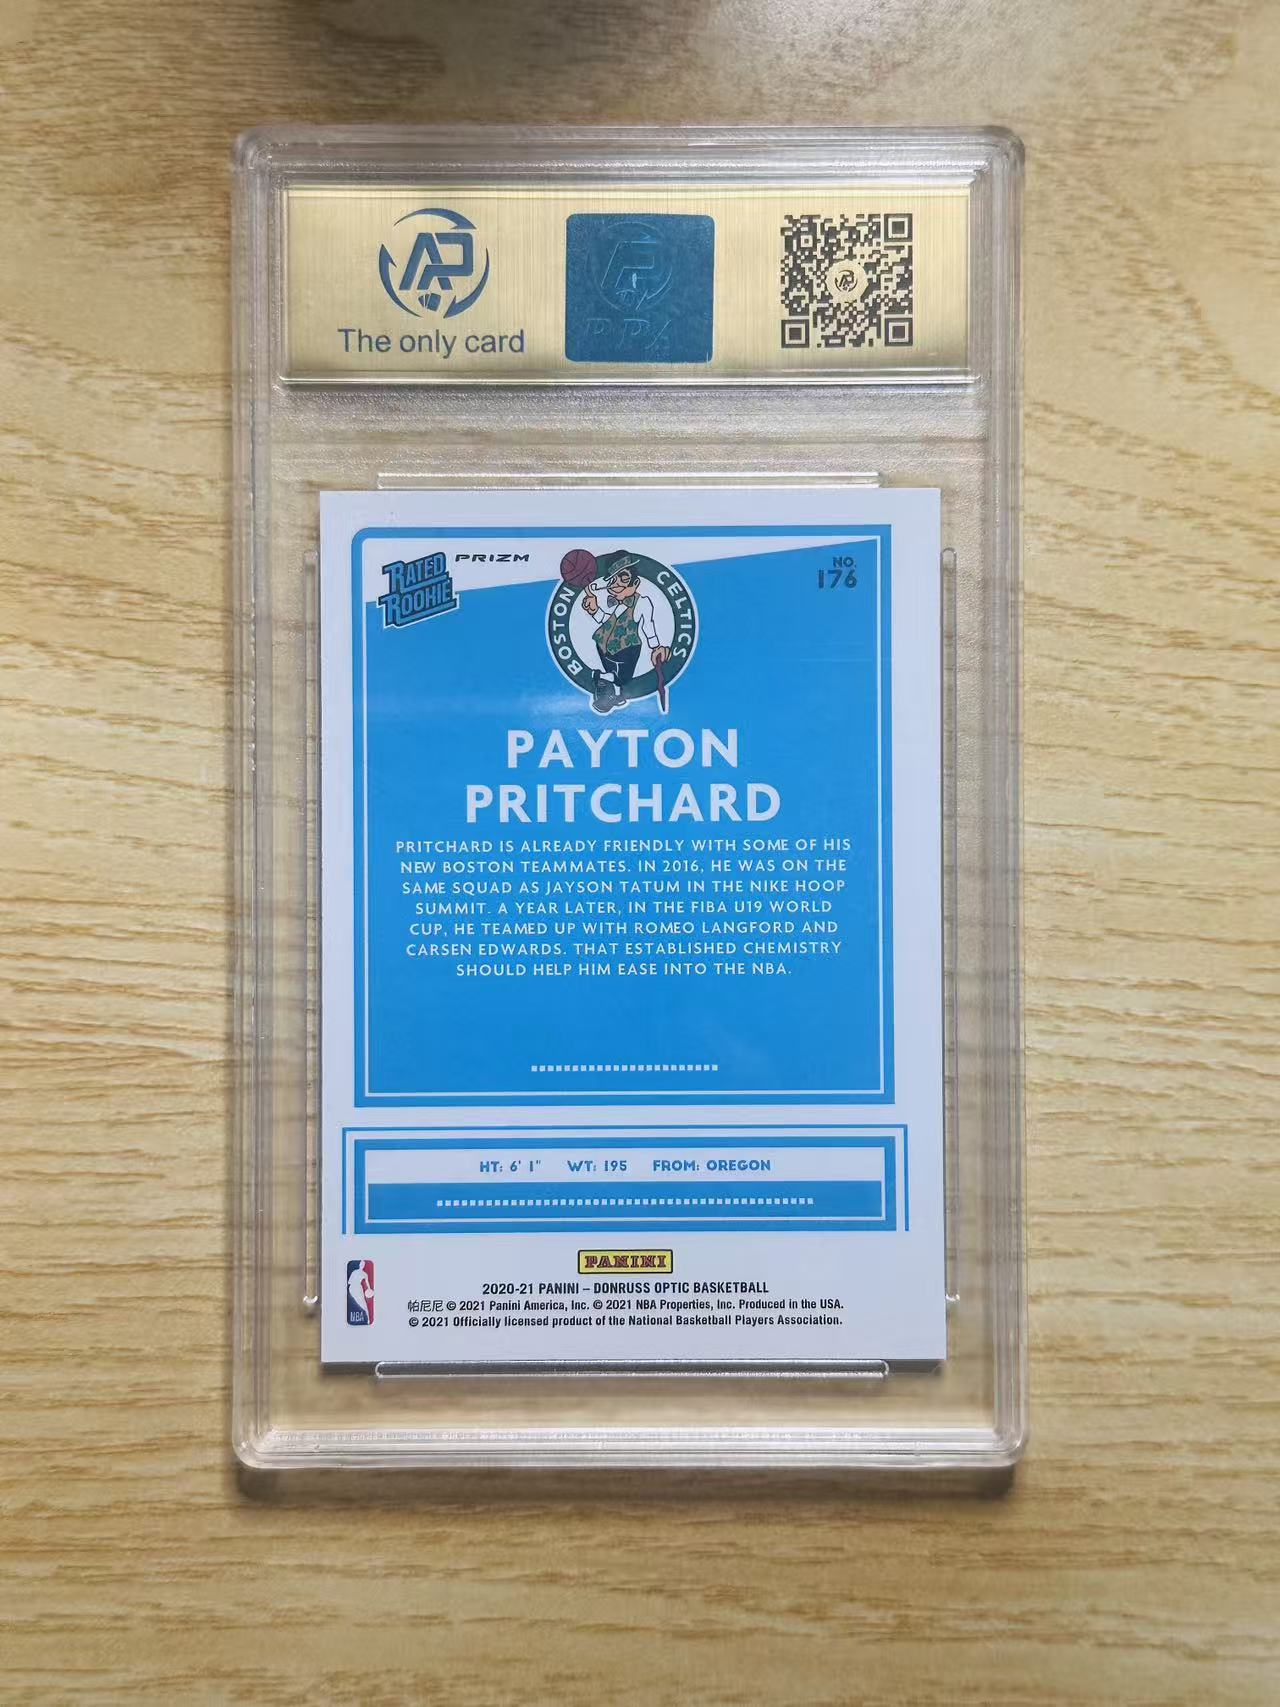 The only card
RATED
ROOKIE
PRIZM
BOSTON CELTICS
NO.
176
PAYTON
PRITCHARD
PRITCHARD IS ALREADY FRIENDLY WITH SOME OF HIS
NEW BOSTON TEAMMATES. IN 2016, HE WAS ON THE
SAME SQUAD AS JAYSON TATUM IN THE NIKE HOOP
SUMMIT. A YEAR LATER, IN THE FIBA U19 WORLD
CUP, HE TEAMED UP WITH ROMEO LANGFORD AND
CARSEN EDWARDS. THAT ESTABLISHED CHEMISTRY
SHOULD HELP HIM EASE INTO THE NBA.
HT: 6' 1" WT: 195 FROM: OREGON
PANINI
2020-21 PANINI – DONRUSS OPTIC BASKETBALL
帕尼尼 © 2021 Panini America, Inc. © 2021 NBA Properties, Inc. Produced in the USA.
© 2021 Officially licensed product of the National Basketball Players Association.
NBA